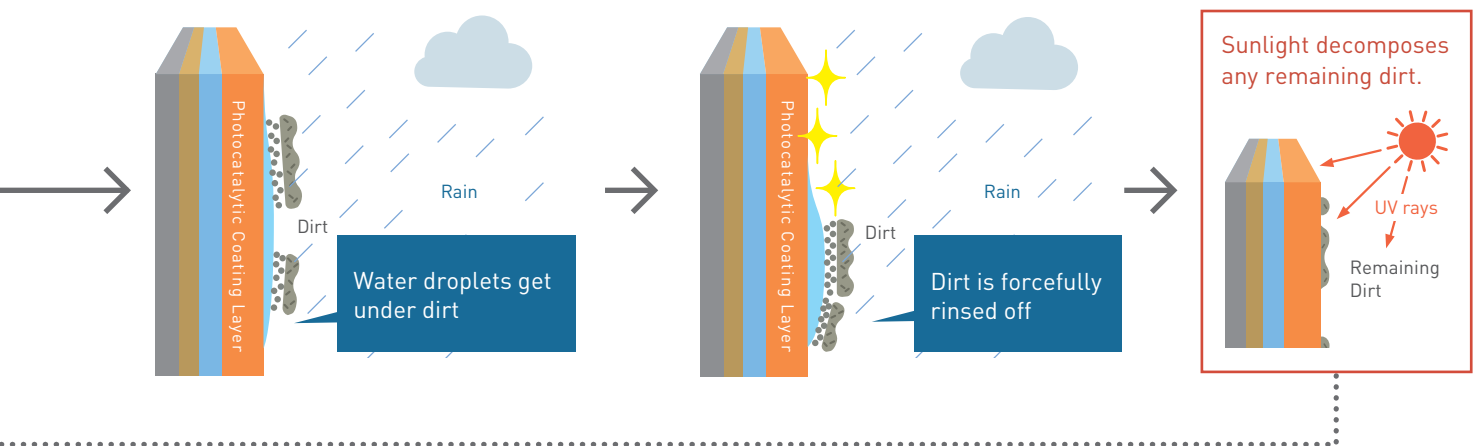 Photocatalytic Coating Layer
Rain
Dirt
Water droplets get
under dirt
Photocatalytic Coating Layer
Rain
Dirt
Dirt is forcefully
rinsed off
Sunlight decomposes
any remaining dirt.
UV rays
Remaining
Dirt